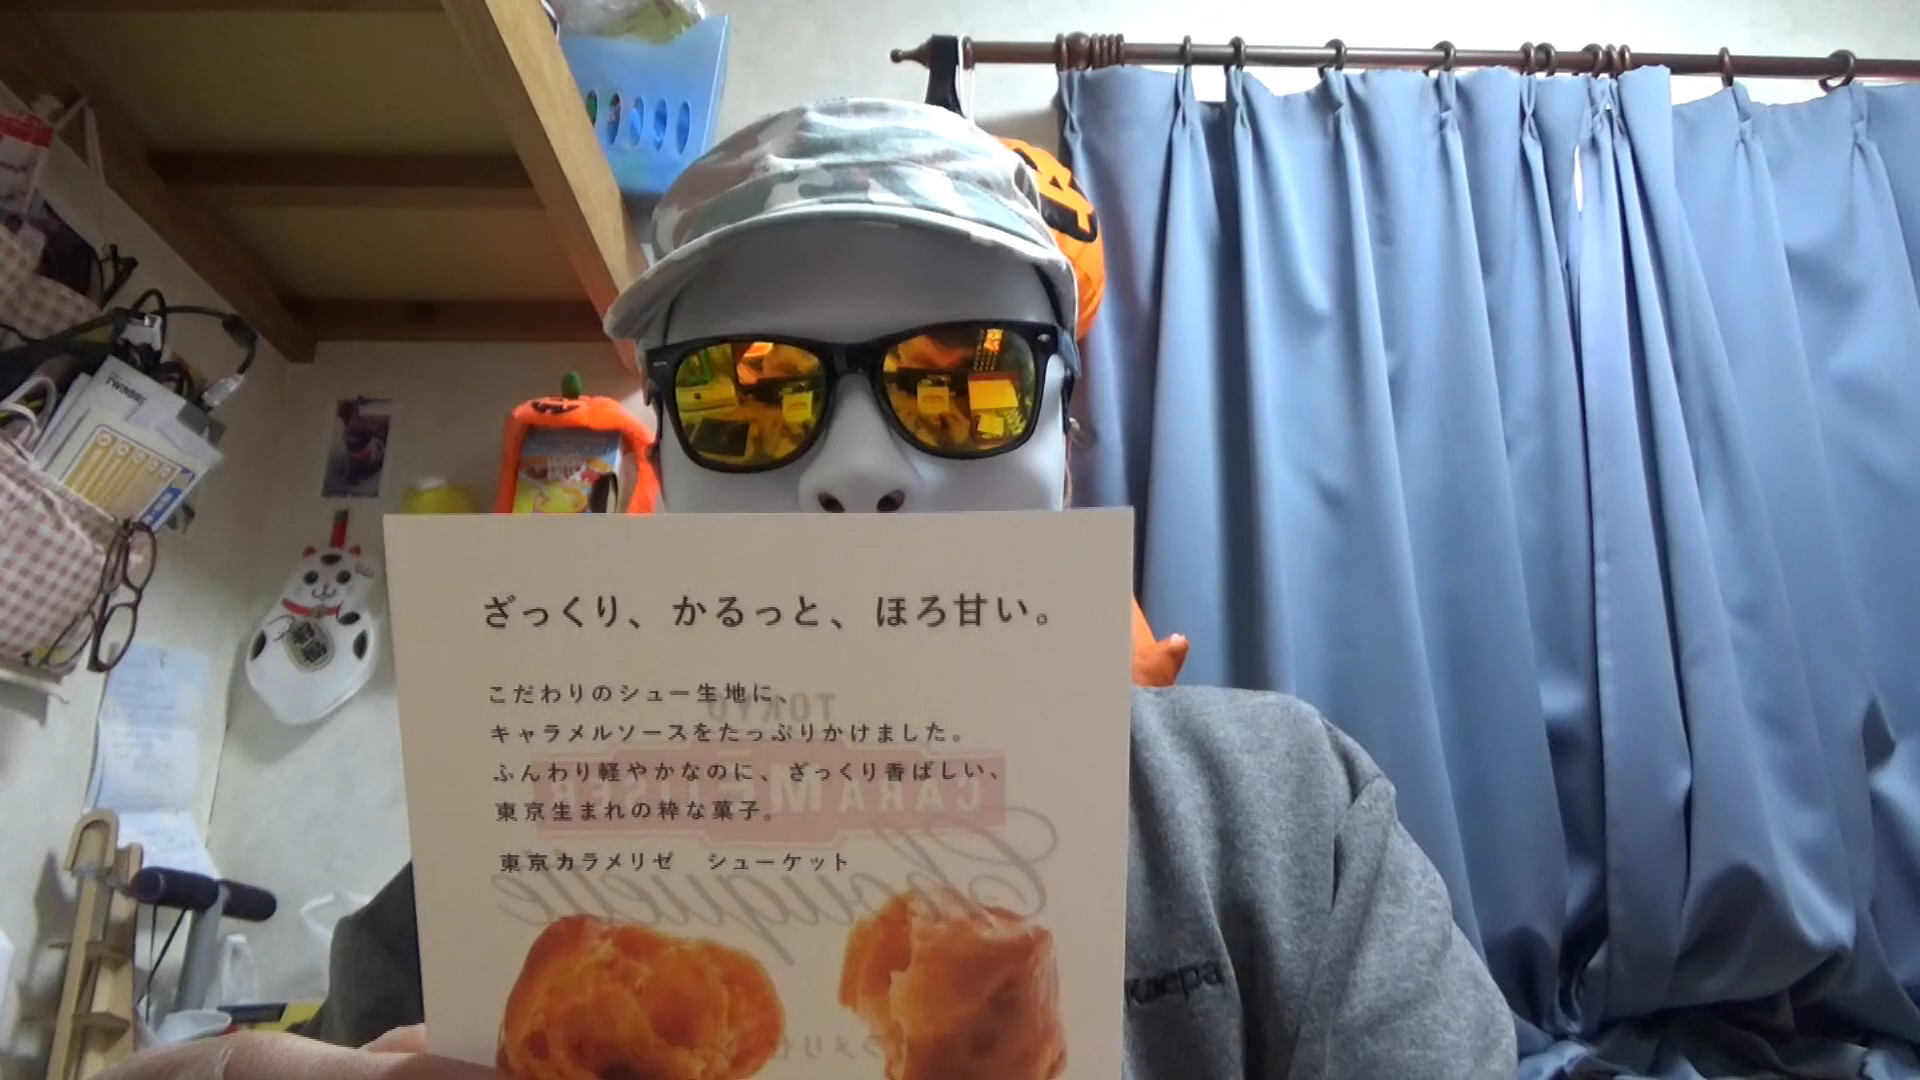 ざっくり、かるっと、ほろ甘い。
こだわりのシュー生地に、
キャラメルソースをたっぷりかけました。
ふんわり軽やかなのに、ざっくり香ばしい、
東京生まれの粋な菓子。
東京カラメリゼ シューケット
TOKYO
CARAMELISER
Chouquette
kaepa